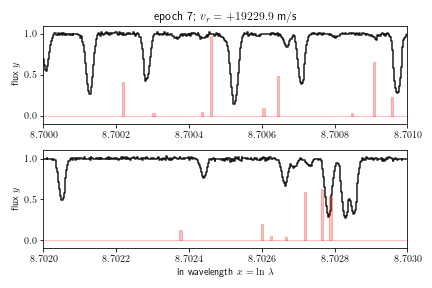 epoch 7; $v_r = +19229.9$ m/s
flux y
1.0
0.5
0.0
8.7000 8.7002 8.7004 8.7006 8.7008 8.7010
flux y
1.0
0.5
0.0
8.7020 8.7022 8.7024 8.7026 8.7028 8.7030
ln wavelength x = ln λ